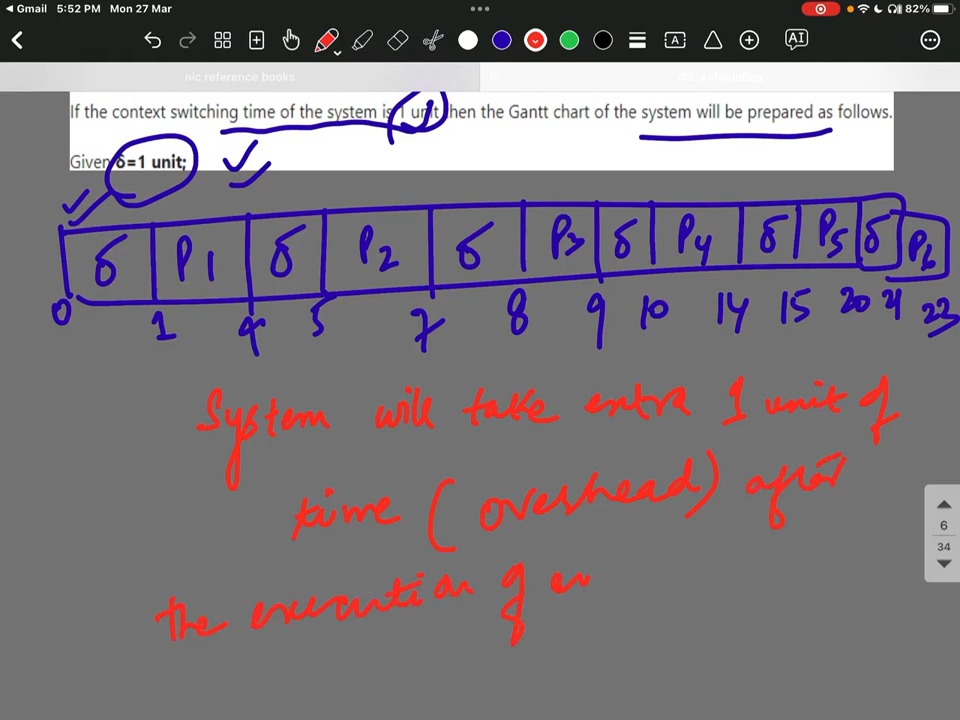 Gmail 5:52 PM Mon 27 Mar 82%
AI
nic reference books OS_scheduling
If the context switching time of the system is 1 unit then the Gantt chart of the system will be prepared as follows.
Given δ=1 unit;
δ P1 δ P2 δ P3 δ P4 δ P5 δ P6
0 1 4 5 7 8 9 10 14 15 20 21 23
System will take extra 1 unit of
time (overhead) after
the execution of
6
34